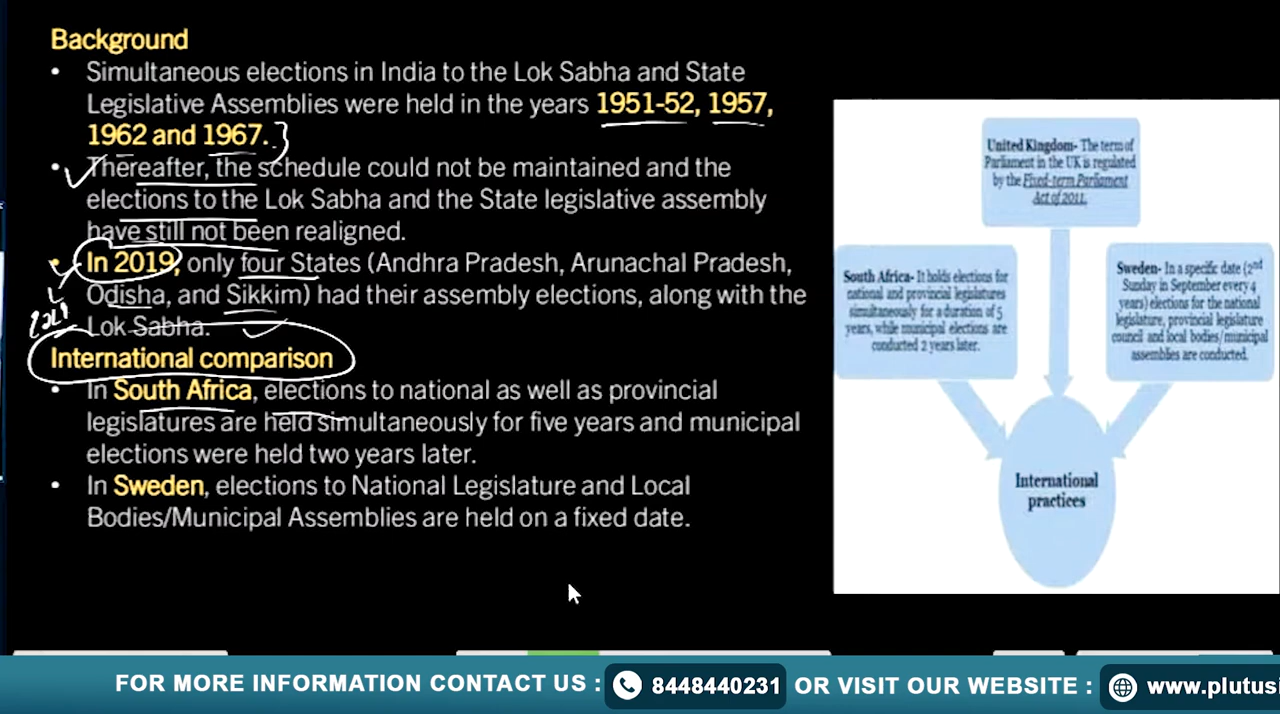 Background
• Simultaneous elections in India to the Lok Sabha and State
Legislative Assemblies were held in the years 1951-52, 1957,
1962 and 1967.
• Thereafter, the schedule could not be maintained and the
elections to the Lok Sabha and the State legislative assembly
have still not been realigned.
• In 2019, only four States (Andhra Pradesh, Arunachal Pradesh,
Odisha, and Sikkim) had their assembly elections, along with the
Lok Sabha.
International comparison
• In South Africa, elections to national as well as provincial
legislatures are held simultaneously for five years and municipal
elections were held two years later.
• In Sweden, elections to National Legislature and Local
Bodies/Municipal Assemblies are held on a fixed date.
United Kingdom- The term of
Parliament in the UK is regulated
by the Fixed-term Parliament
Act of 2011.
South Africa- It holds elections for
national and provincial legislatures
simultaneously for a duration of 5
years, while municipal elections are
conducted 2 years later.
Sweden- In a specific date (2nd
Sunday in September every 4
years) elections for the national
legislature, provincial legislature
council and local bodies/municipal
assemblies are conducted.
International
practices
FOR MORE INFORMATION CONTACT US : 8448440231 OR VISIT OUR WEBSITE : www.plutusi